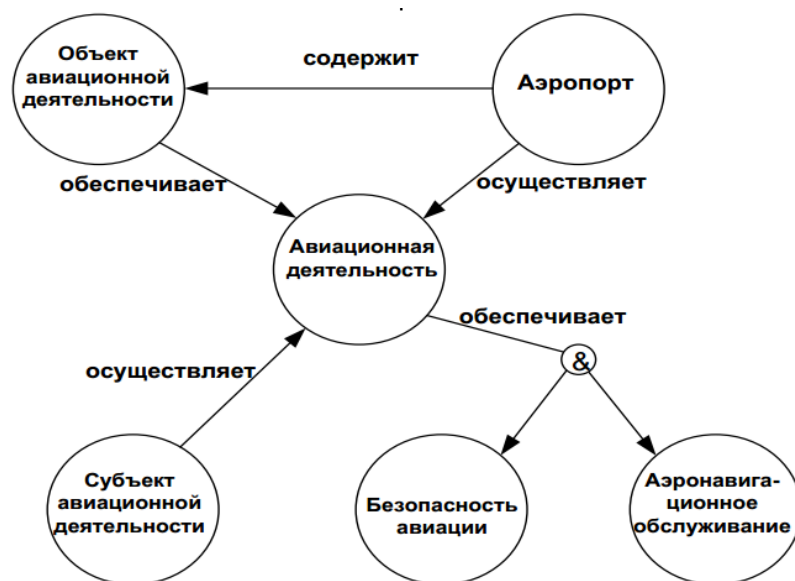 содержит
Объект
авиационной
деятельности
Аэропорт
обеспечивает
осуществляет
Авиационная
деятельность
обеспечивает
&
осуществляет
Субъект
авиационной
деятельности
Безопасность
авиации
Аэронавига-
ционное
обслуживание